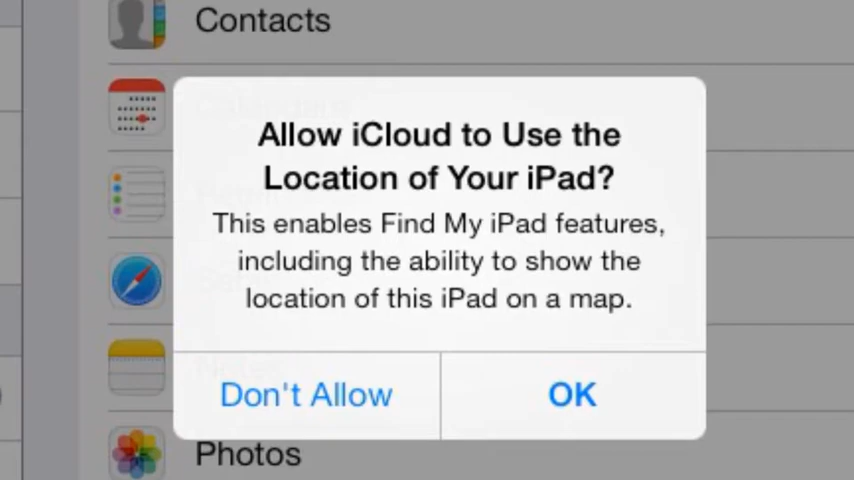 Contacts
Allow iCloud to Use the
Location of Your iPad?
This enables Find My iPad features,
including the ability to show the
location of this iPad on a map.
Notes
Don't Allow
OK
Photos